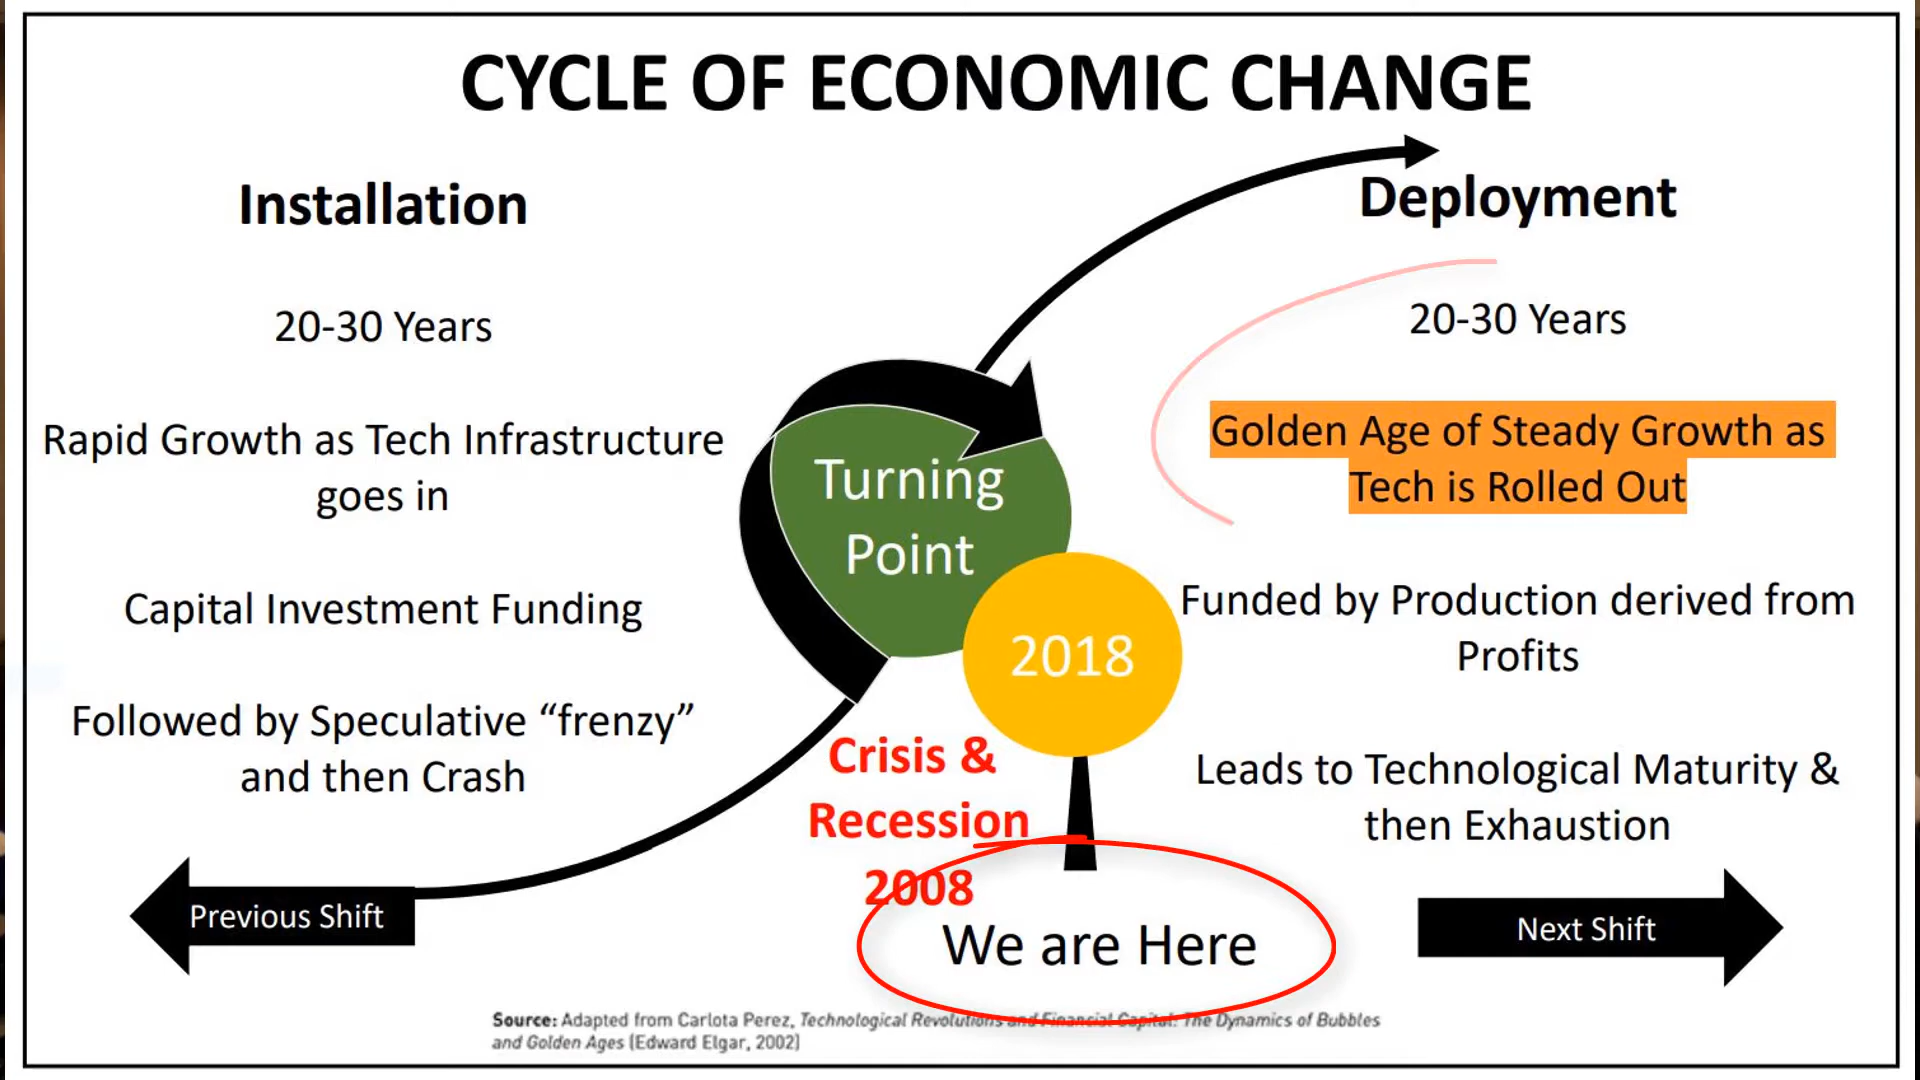 CYCLE OF ECONOMIC CHANGE
Installation
20-30 Years
Rapid Growth as Tech Infrastructure
goes in
Capital Investment Funding
Followed by Speculative “frenzy”
and then Crash
Previous Shift
Turning
Point
2018
Crisis &
Recession
2008
We are Here
Deployment
20-30 Years
Golden Age of Steady Growth as
Tech is Rolled Out
Funded by Production derived from
Profits
Leads to Technological Maturity &
then Exhaustion
Next Shift
Source: Adapted from Carlota Perez, Technological Revolutions and Financial Capital: The Dynamics of Bubbles
and Golden Ages (Edward Elgar, 2002)